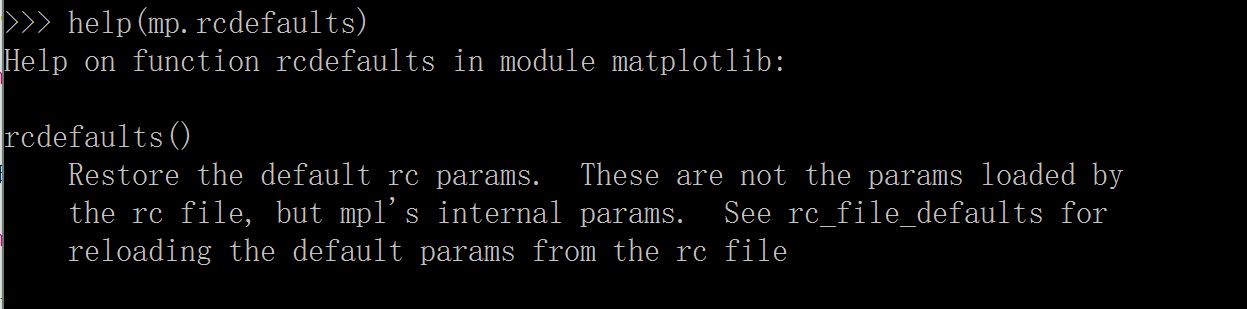 >>> help(mp.rcdefaults)
Help on function rcdefaults in module matplotlib:
rcdefaults()
Restore the default rc params.  These are not the params loaded by
the rc file, but mpl's internal params.  See rc_file_defaults for
reloading the default params from the rc file